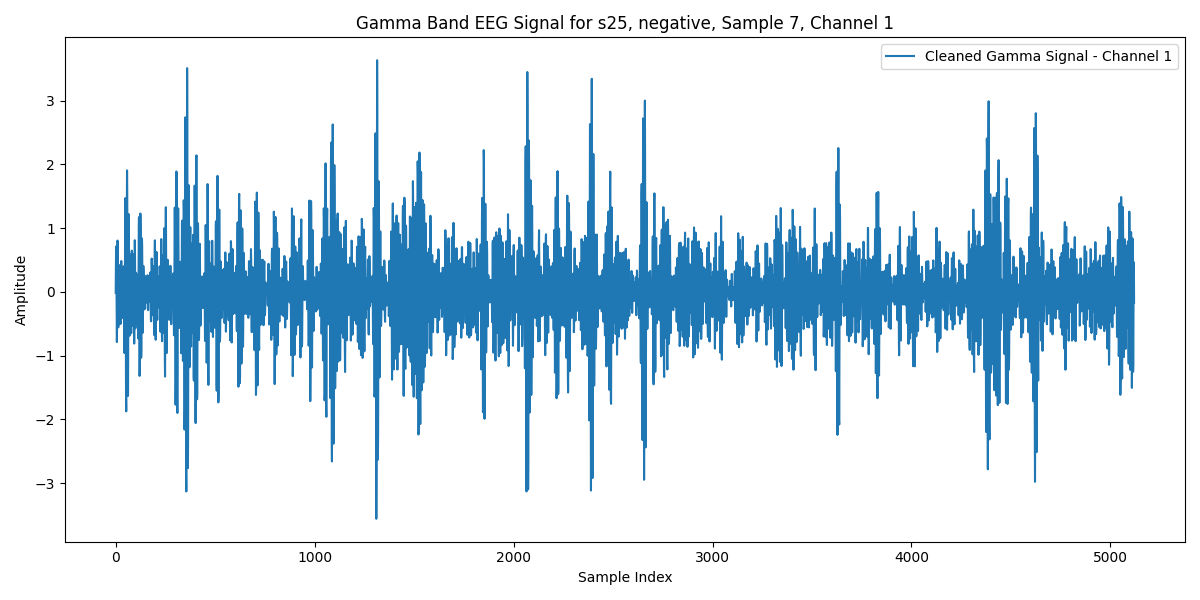 Gamma Band EEG Signal for s25, negative, Sample 7, Channel 1
Cleaned Gamma Signal - Channel 1
3
2
1
0
−1
−2
−3
Amplitude
0 1000 2000 3000 4000 5000
Sample Index